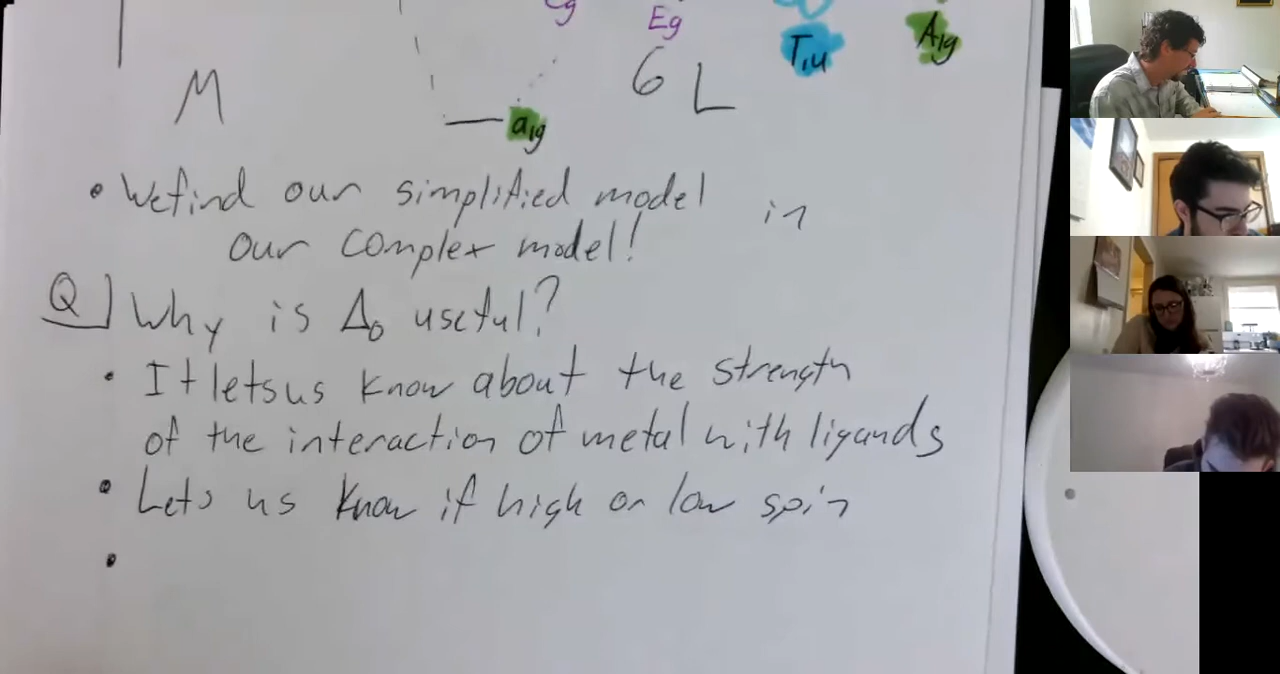 eg
Eg
T1u
A1g
M
6 L
a1g
• We find our simplified model in
our complex model!
Q] Why is Δo useful?
• It lets us know about the strength
of the interaction of metal with ligands
• Lets us know if high or low spin
•